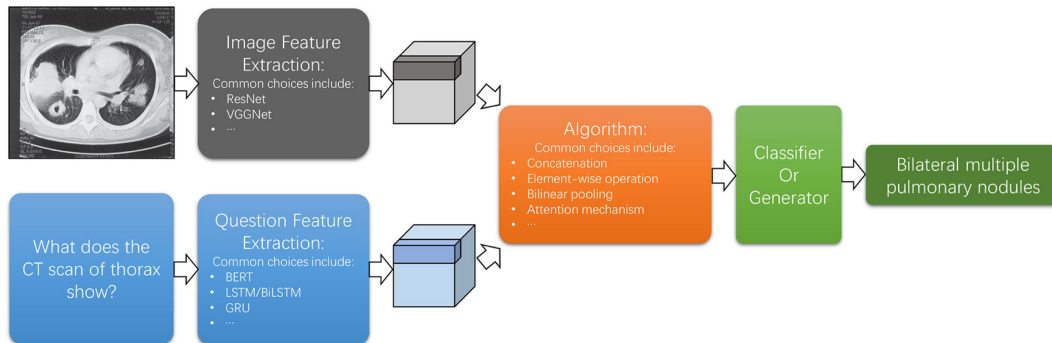 Image Feature
Extraction:
Common choices include:
• ResNet
• VGGNet
• ...
What does the
CT scan of thorax
show?
Question Feature
Extraction:
Common choices include:
• BERT
• LSTM/BiLSTM
• GRU
• ...
Algorithm:
Common choices include:
• Concatenation
• Element-wise operation
• Bilinear pooling
• Attention mechanism
• ...
Classifier
Or
Generator
Bilateral multiple
pulmonary nodules